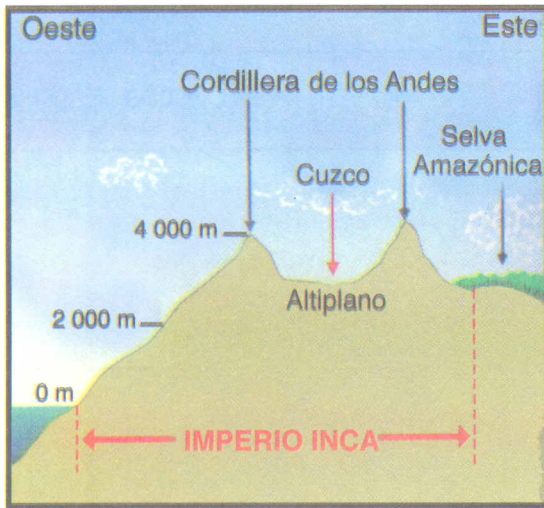 Oeste
Este
Cordillera de los Andes
Selva
Amazónica
Cuzco
4 000 m
Altiplano
2 000 m
0 m
IMPERIO INCA